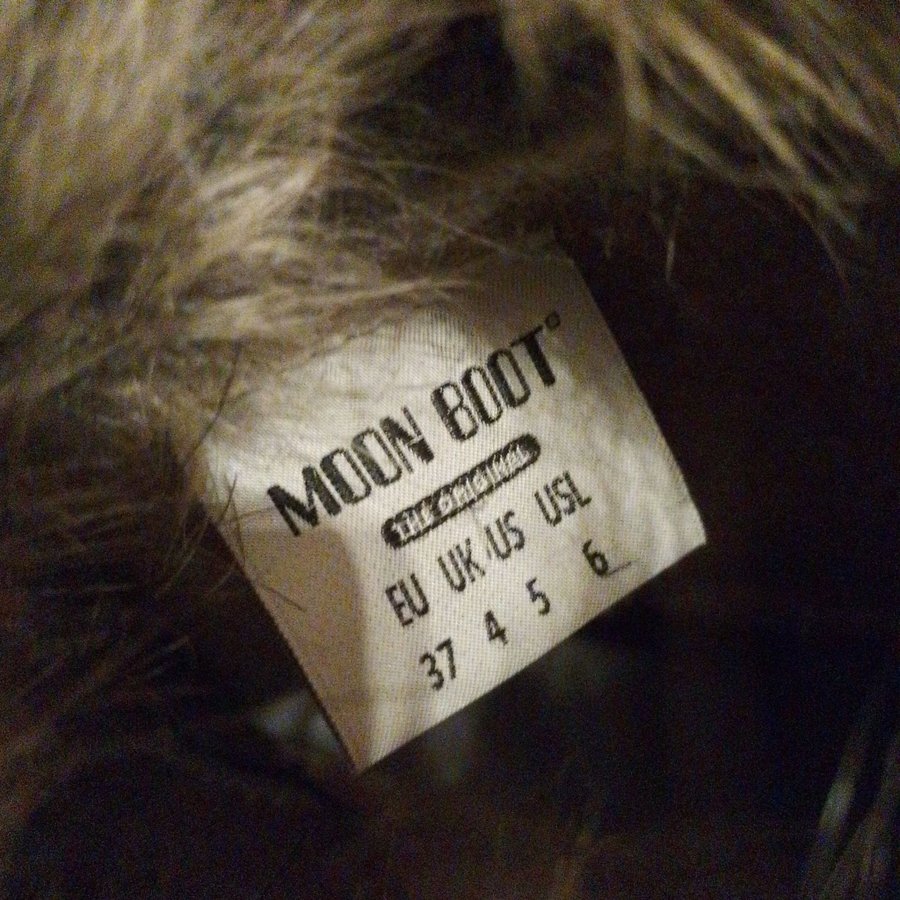 MOON BOOT®
THE ORIGINAL
EU UK US USL
37 4 5 6